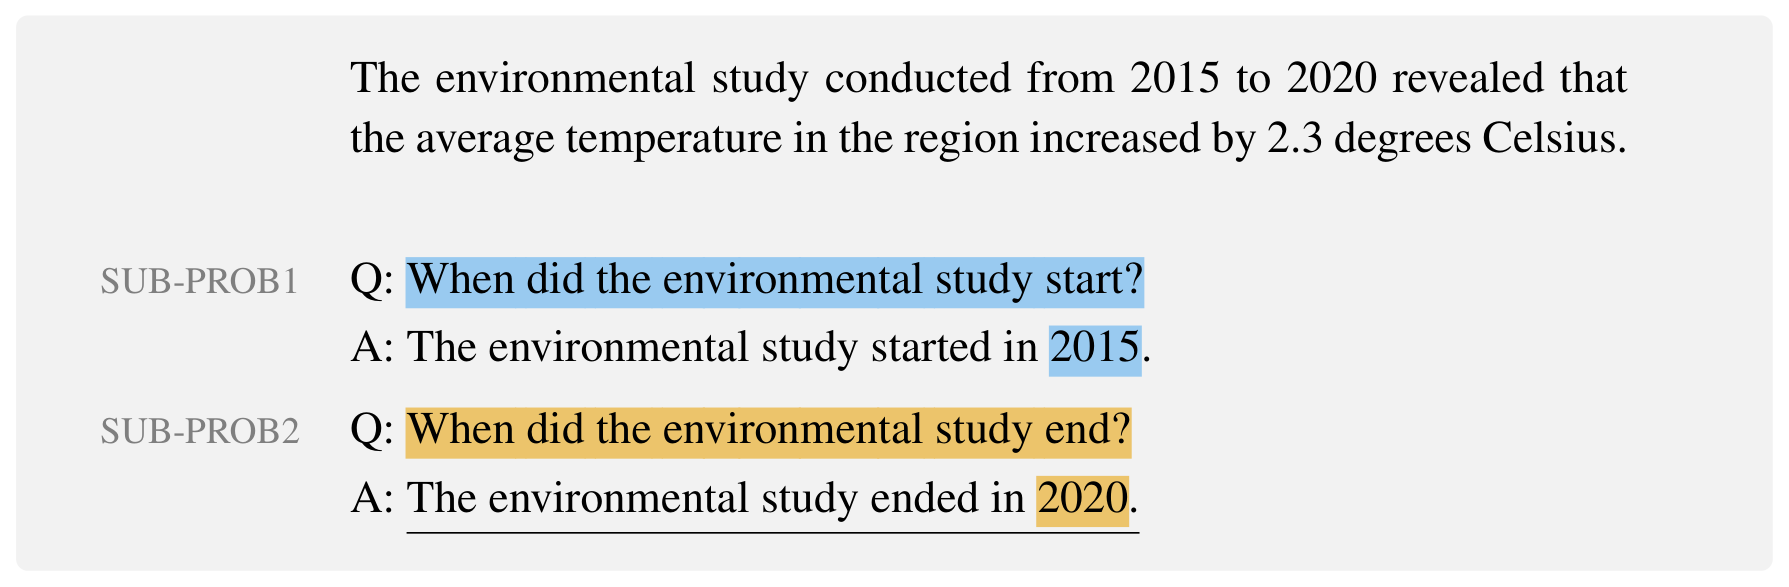 The environmental study conducted from 2015 to 2020 revealed that
the average temperature in the region increased by 2.3 degrees Celsius.
SUB-PROB1 Q: When did the environmental study start?
A: The environmental study started in 2015.
SUB-PROB2 Q: When did the environmental study end?
A: The environmental study ended in 2020.